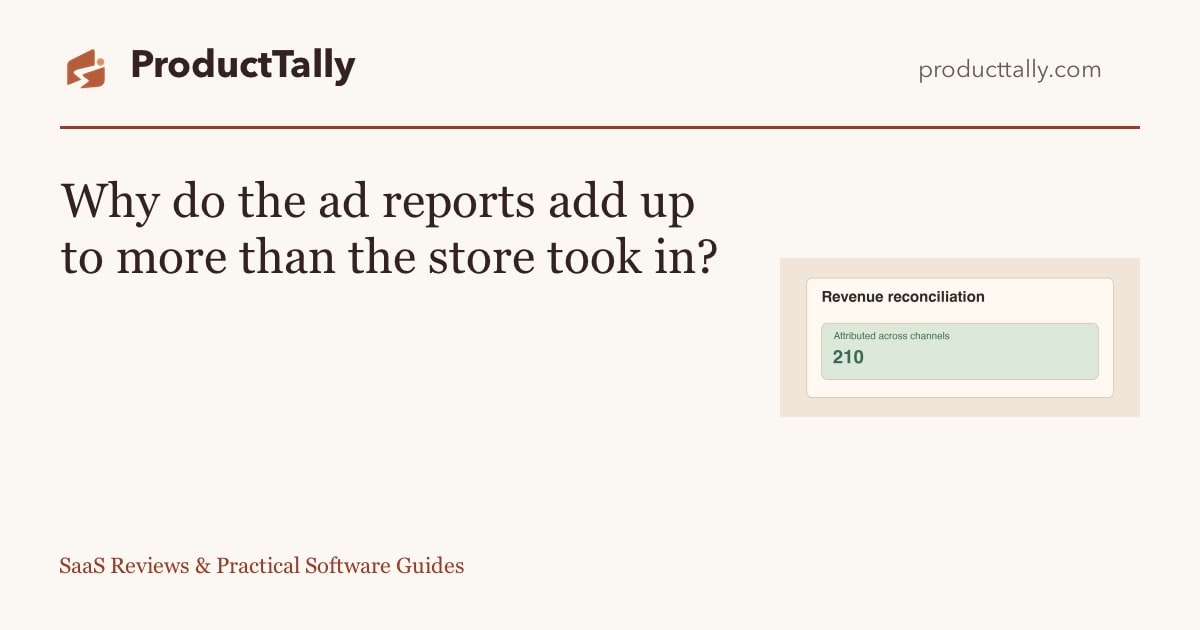 ProductTally
producttally.com
Why do the ad reports add up
to more than the store took in?
Revenue reconciliation
Attributed across channels
210
SaaS Reviews & Practical Software Guides